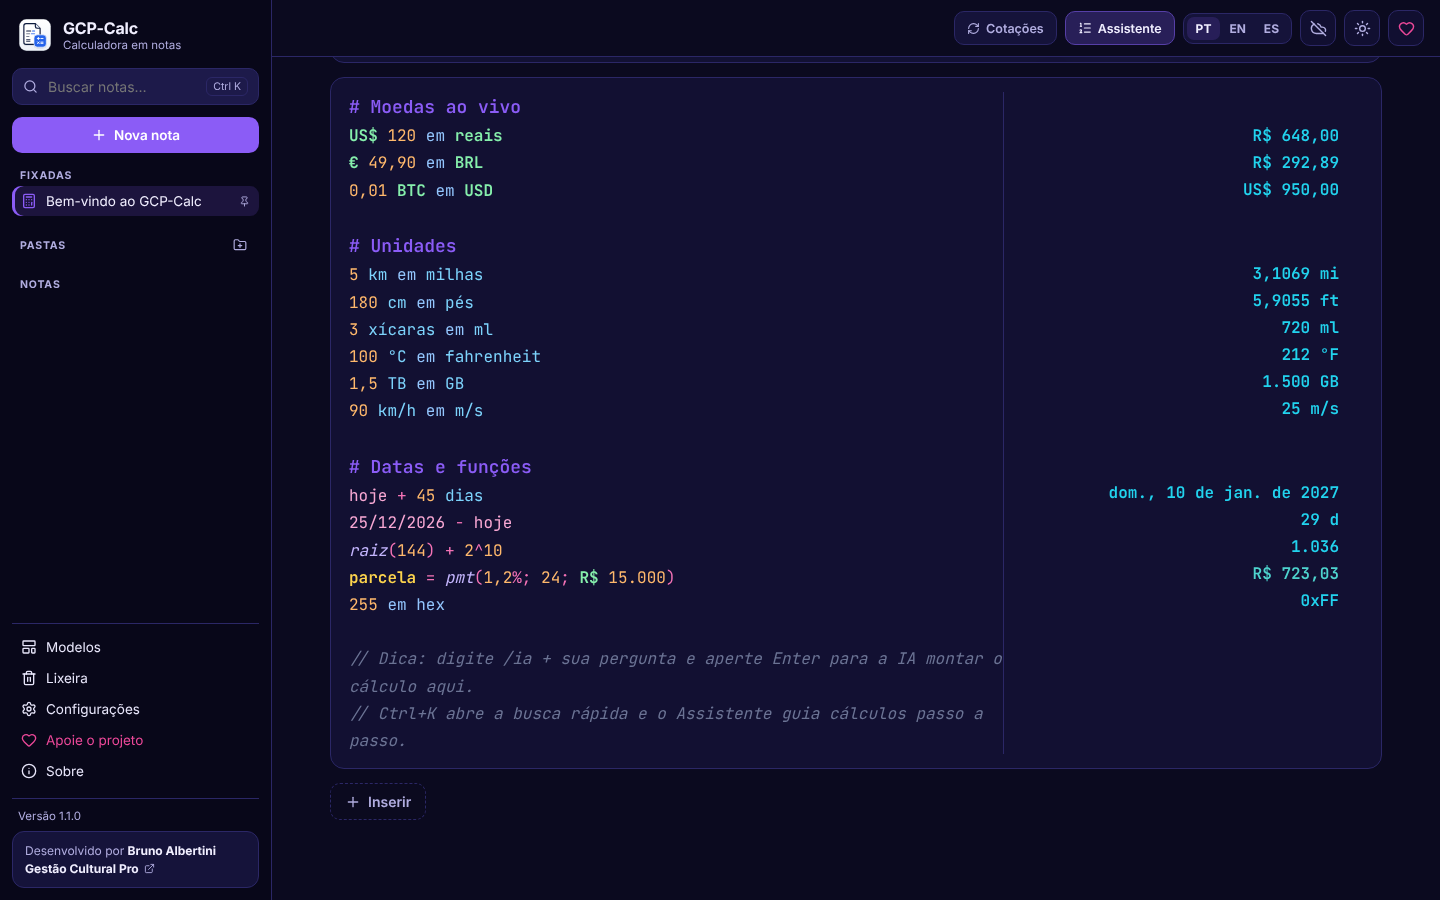 GCP-Calc
Calculadora em notas
Buscar notas...
Ctrl K
Nova nota
FIXADAS
Bem-vindo ao GCP-Calc
PASTAS
NOTAS
Modelos
Lixeira
Configurações
Apoie o projeto
Sobre
Versão 1.1.0
Desenvolvido por Bruno Albertini
Gestão Cultural Pro
Cotações
Assistente
PT EN ES
# Moedas ao vivo
US$ 120 em reais R$ 648,00
€ 49,90 em BRL R$ 292,89
0,01 BTC em USD US$ 950,00
# Unidades
5 km em milhas 3,1069 mi
180 cm em pés 5,9055 ft
3 xícaras em ml 720 ml
100 °C em fahrenheit 212 °F
1,5 TB em GB 1.500 GB
90 km/h em m/s 25 m/s
# Datas e funções
hoje + 45 dias dom., 10 de jan. de 2027
25/12/2026 - hoje 29 d
raiz(144) + 2^10 1.036
parcela = pmt(1,2%; 24; R$ 15.000) R$ 723,03
255 em hex 0xFF
// Dica: digite /ia + sua pergunta e aperte Enter para a IA montar o
cálculo aqui.
// Ctrl+K abre a busca rápida e o Assistente guia cálculos passo a
passo.
Inserir